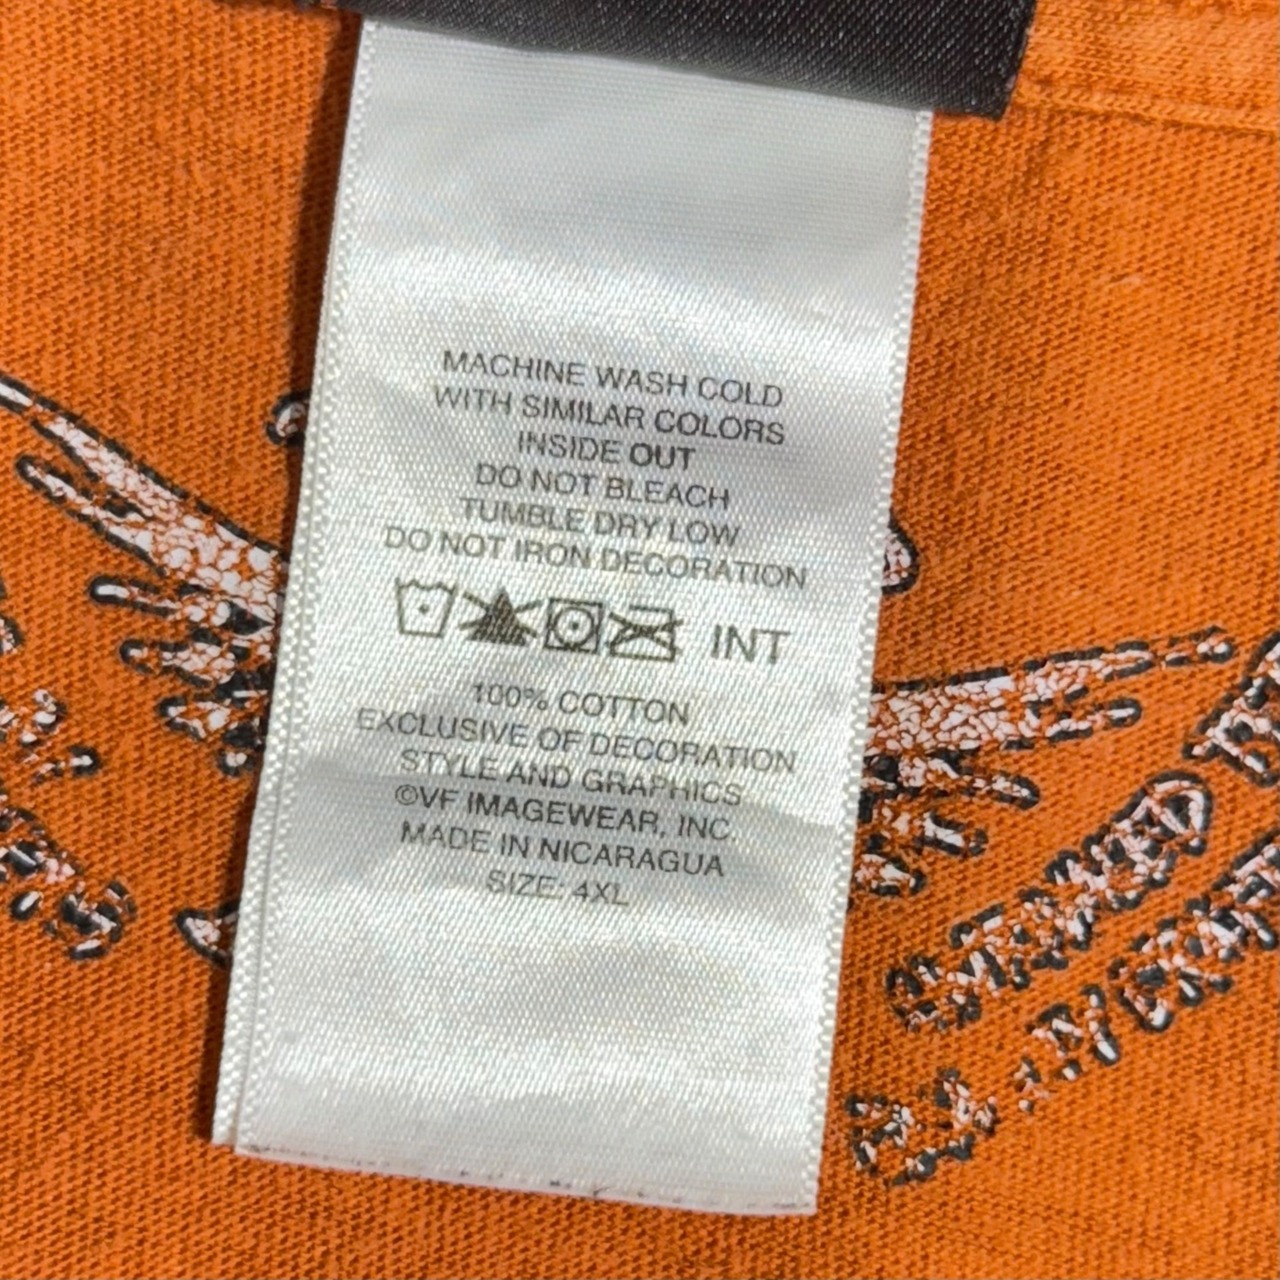 MACHINE WASH COLD
WITH SIMILAR COLORS
INSIDE OUT
DO NOT BLEACH
TUMBLE DRY LOW
DO NOT IRON DECORATION
INT
100% COTTON
EXCLUSIVE OF DECORATION
STYLE AND GRAPHICS
©VF IMAGEWEAR, INC.
MADE IN NICARAGUA
SIZE: 4XL